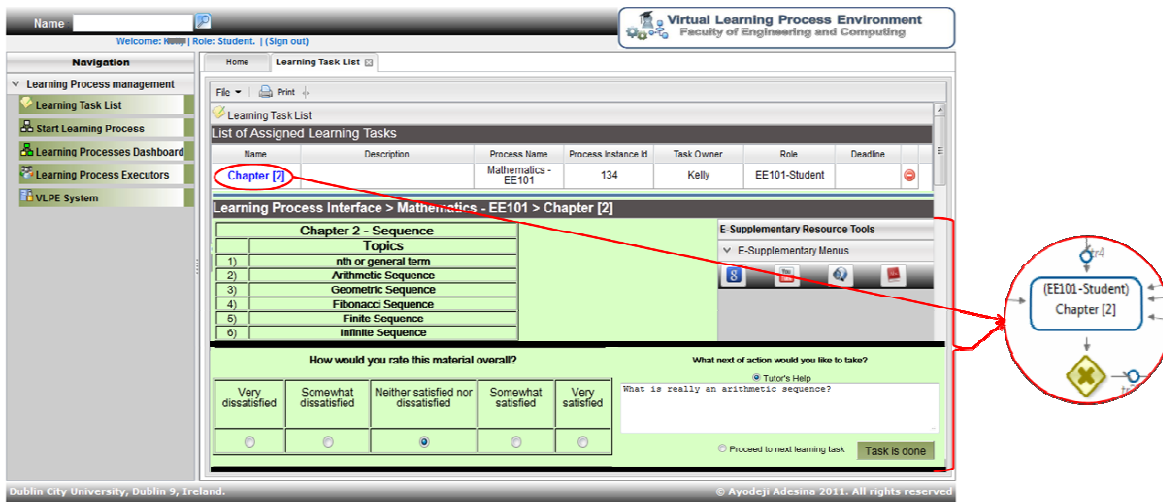 Name
Virtual Learning Process Environment
Faculty of Engineering and Computing
Welcome: | Role: Student. | (Sign out)
Navigation
Learning Process management
Learning Task List
Start Learning Process
Learning Processes Dashboard
Learning Process Executors
VLPE System
Home
Learning Task List
File
Print
Learning Task List
List of Assigned Learning Tasks
Name Description Process Name Process Instance Id Task Owner Role Deadline
Chapter [2] Mathematics - EE101 134 Kelly EE101-Student
Learning Process Interface > Mathematics - EE101 > Chapter [2]
Chapter 2 - Sequence
Topics
1) nth or general term
2) Arithmetic Sequence
3) Geometric Sequence
4) Fibonacci Sequence
5) Finite Sequence
6) Infinite Sequence
E-Supplementary Resource Tools
E-Supplementary Menus
How would you rate this material overall?
Very dissatisfied
Somewhat dissatisfied
Neither satisfied nor dissatisfied
Somewhat satisfied
Very satisfied
What next of action would you like to take?
Tutor's Help
What is really an arithmetic sequence?
Proceed to next learning task
Task is done
tr4
(EE101-Student)
Chapter [2]
Dublin City University, Dublin 9, Ireland.
© Ayodeji Adesina 2011. All rights reserved